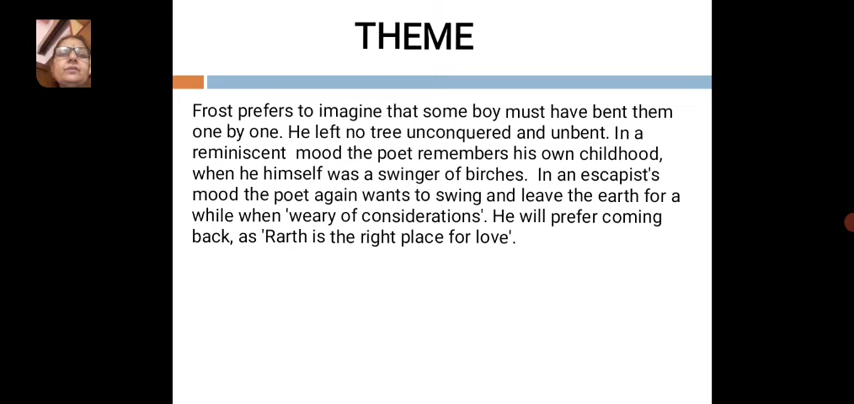 THEME
Frost prefers to imagine that some boy must have bent them
one by one. He left no tree unconquered and unbent. In a
reminiscent mood the poet remembers his own childhood,
when he himself was a swinger of birches. In an escapist's
mood the poet again wants to swing and leave the earth for a
while when 'weary of considerations'. He will prefer coming
back, as 'Rarth is the right place for love'.